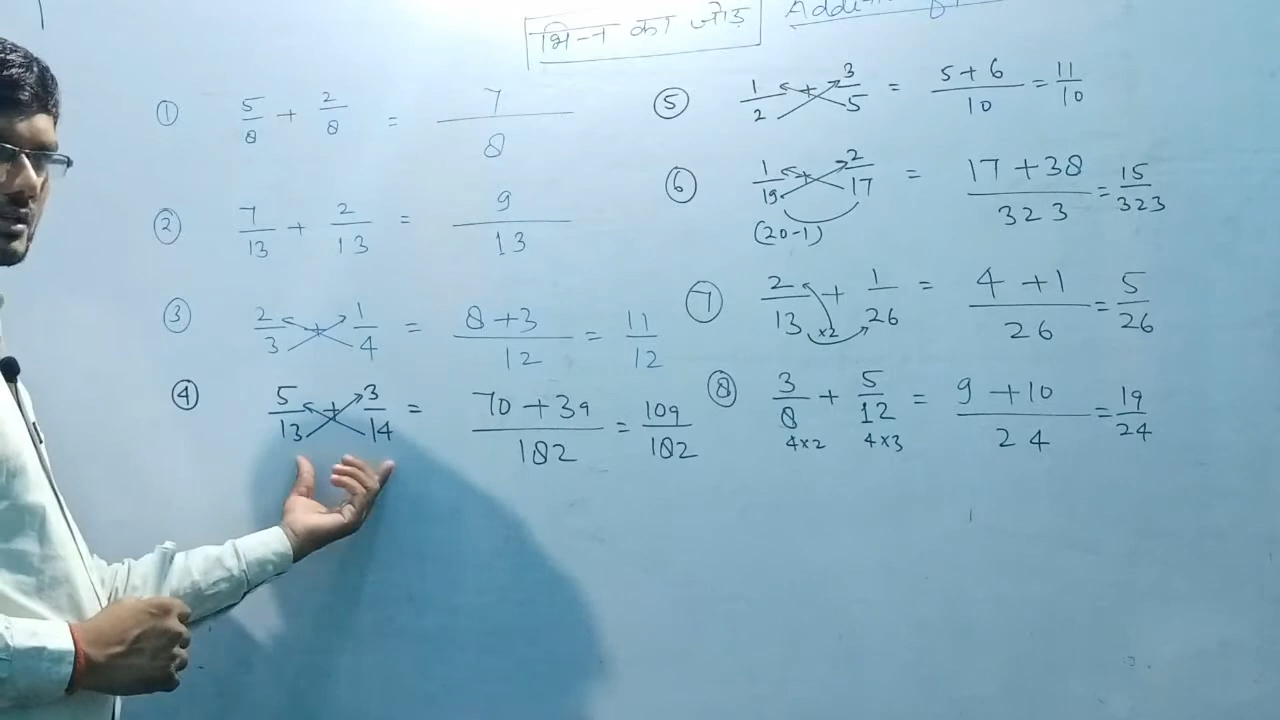 भिन्न का जोड़ Addi
① 5/8 + 2/8 = 7/8
② 7/13 + 2/13 = 9/13
③ 2/3 + 1/4 = 8+3/12 = 11/12
④ 5/13 + 3/14 = 70+39/182 = 109/182
⑤ 1/2 + 3/5 = 5+6/10 = 11/10
⑥ 1/19 + 2/17 = 17+38/323 = 15/323
(20-1)
⑦ 2/13 + 1/26 = 4+1/26 = 5/26
×2
⑧ 3/8 + 5/12 = 9+10/24 = 19/24
4×2 4×3